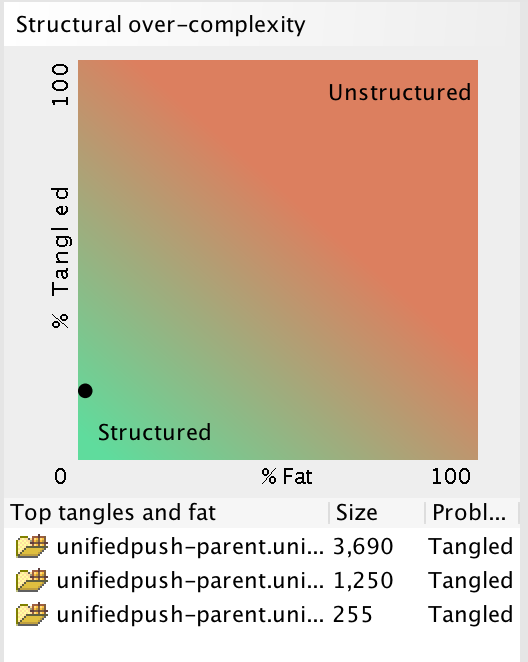 Structural over-complexity
100
Unstructured
% Tangled
Structured
0 % Fat 100
Top tangles and fat Size Probl...
unifiedpush-parent.uni... 3,690 Tangled
unifiedpush-parent.uni... 1,250 Tangled
unifiedpush-parent.uni... 255 Tangled